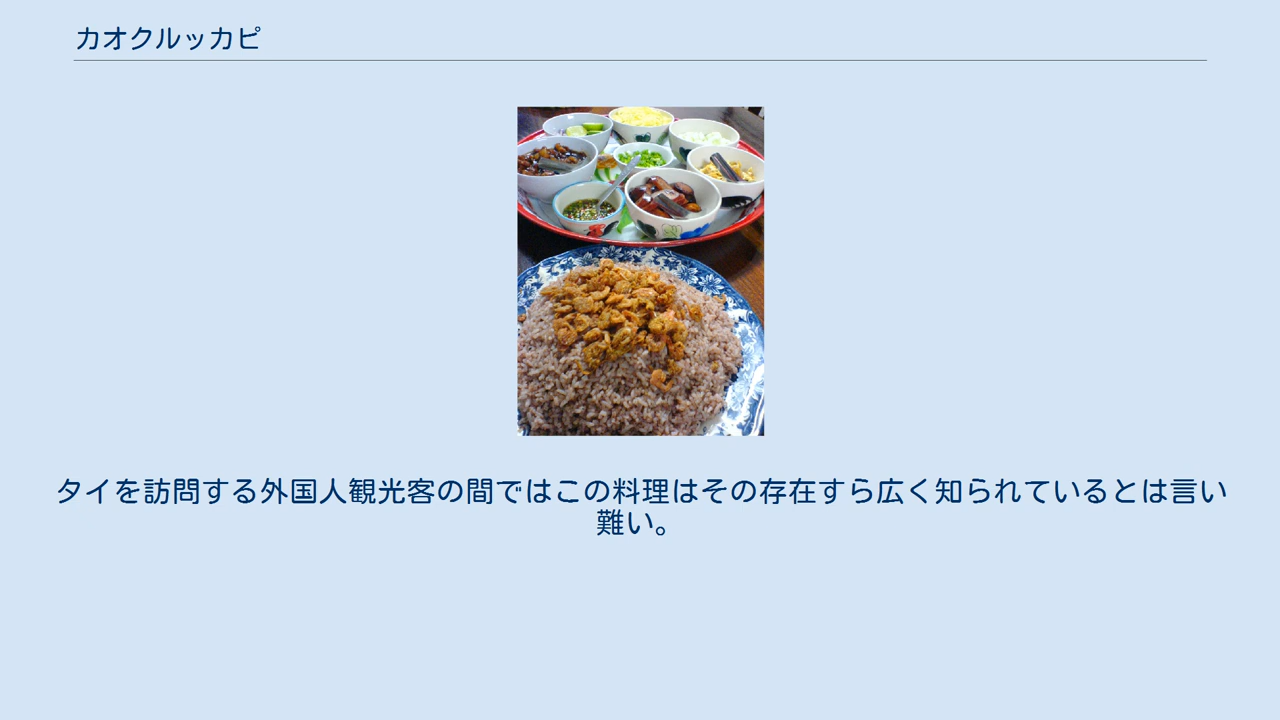 カオクルッカピ
タイを訪問する外国人観光客の間ではこの料理はその存在すら広く知られているとは言い
難い。